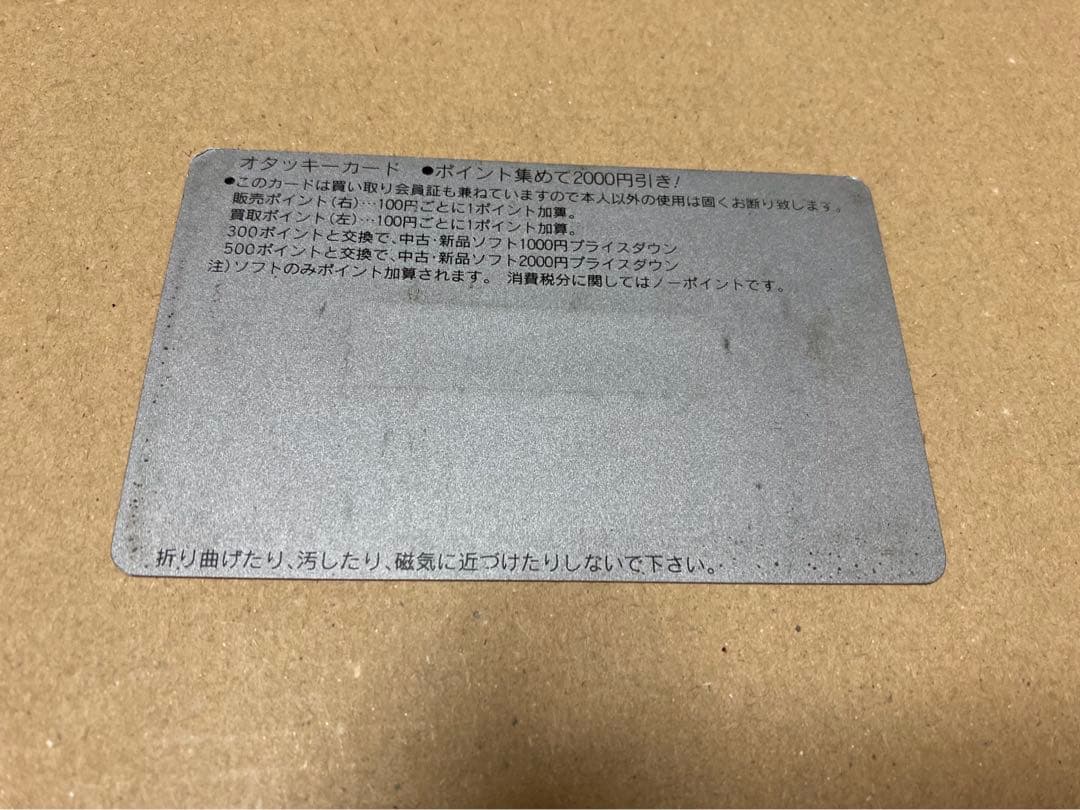 オタッキーカード ●ポイント集めて2000円引き!
●このカードは買い取り会員証も兼ねていますので本人以外の使用は固くお断り致します。
販売ポイント(右)…100円ごとに1ポイント加算。
買取ポイント(左)…100円ごとに1ポイント加算。
300ポイントと交換で、中古・新品ソフト1000円プライスダウン
500ポイントと交換で、中古・新品ソフト2000円プライスダウン
注)ソフトのみポイント加算されます。 消費税分に関してはノーポイントです。
折り曲げたり、汚したり、磁気に近づけたりしないで下さい。